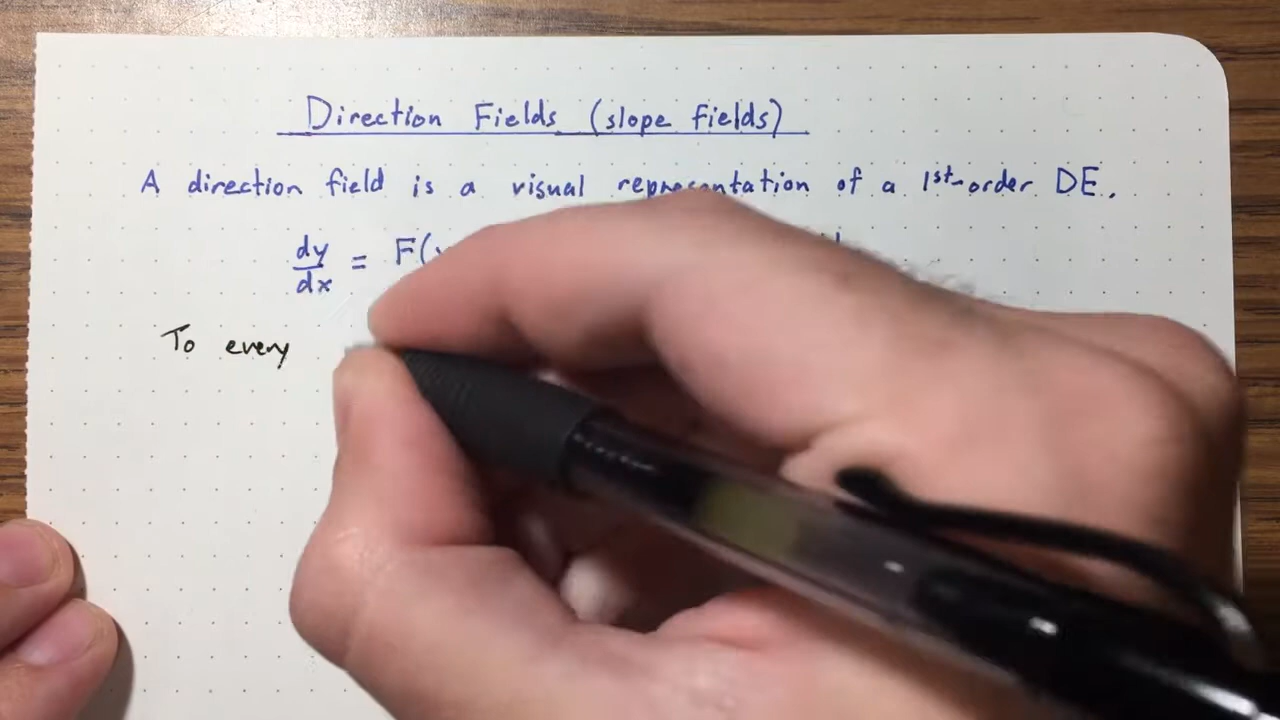 Direction Fields (slope fields)
A direction field is a visual representation of a 1st-order DE.
dy/dx = F(
To every